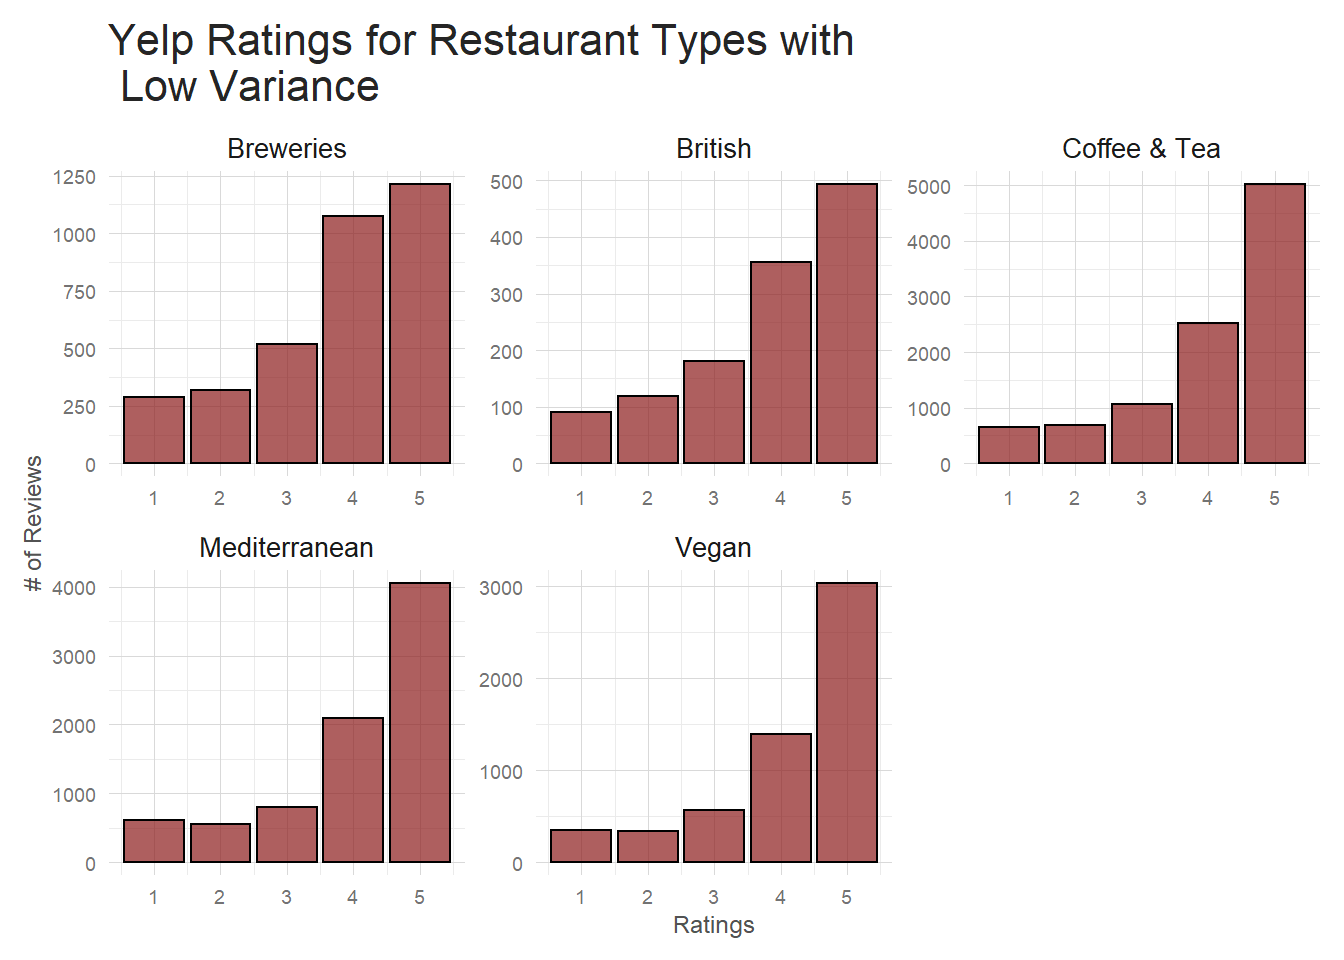 Yelp Ratings for Restaurant Types with
Low Variance
Breweries
1250
1000
750
500
250
0
1 2 3 4 5
British
500
400
300
200
100
0
1 2 3 4 5
Coffee & Tea
5000
4000
3000
2000
1000
0
1 2 3 4 5
# of Reviews
Mediterranean
4000
3000
2000
1000
0
1 2 3 4 5
Vegan
3000
2000
1000
0
1 2 3 4 5
Ratings